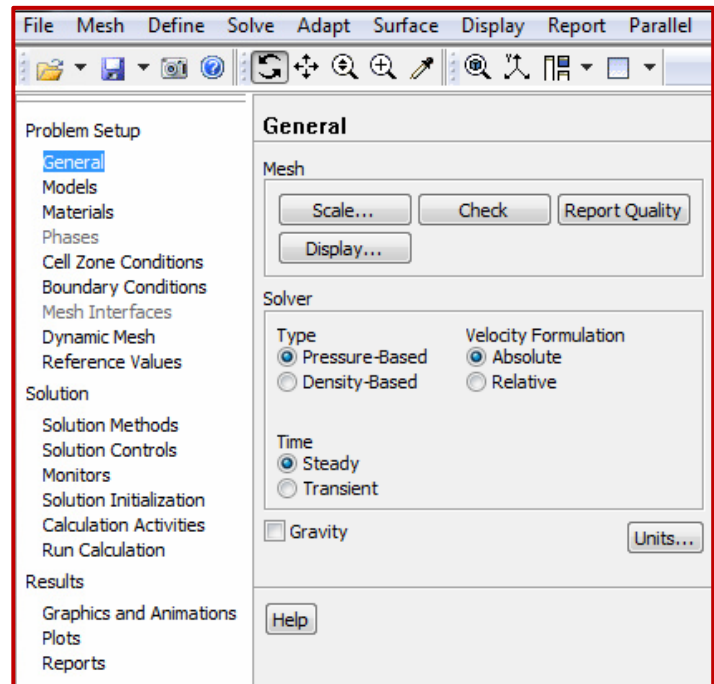 File Mesh Define Solve Adapt Surface Display Report Parallel
Problem Setup
General
Models
Materials
Phases
Cell Zone Conditions
Boundary Conditions
Mesh Interfaces
Dynamic Mesh
Reference Values
Solution
Solution Methods
Solution Controls
Monitors
Solution Initialization
Calculation Activities
Run Calculation
Results
Graphics and Animations
Plots
Reports
General
Mesh
Scale... Check Report Quality
Display...
Solver
Type Velocity Formulation
Pressure-Based Absolute
Density-Based Relative
Time
Steady
Transient
Gravity Units...
Help